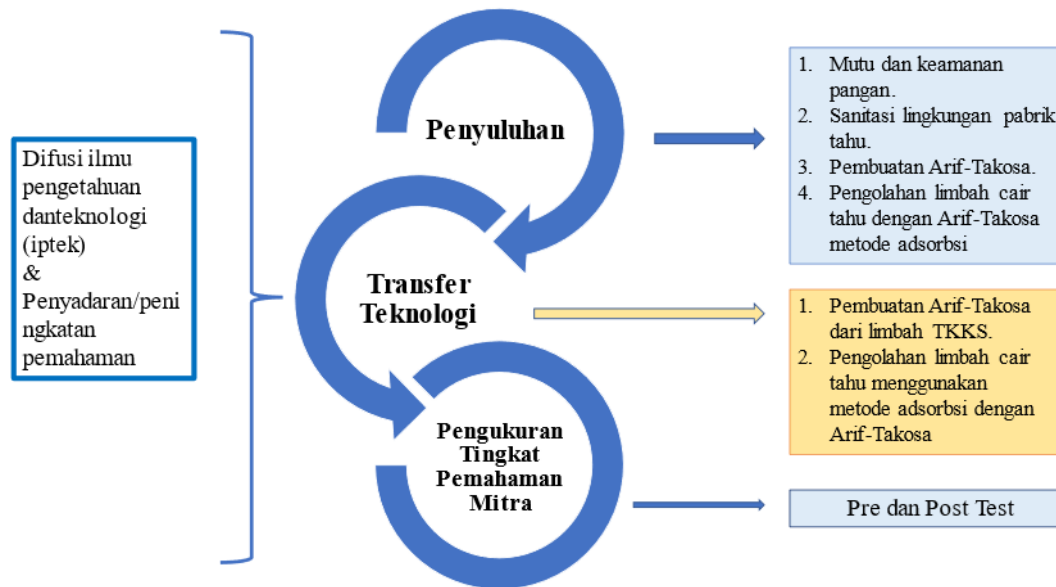 Difusi ilmu
pengetahuan
danteknologi
(iptek)
&
Penyadaran/peni
ngkatan
pemahaman
Penyuluhan
1. Mutu dan keamanan
pangan.
2. Sanitasi lingkungan pabrik
tahu.
3. Pembuatan Arif-Takosa.
4. Pengolahan limbah cair
tahu dengan Arif-Takosa
metode adsorbsi
Transfer
Teknologi
1. Pembuatan Arif-Takosa
dari limbah TKKS.
2. Pengolahan limbah cair
tahu menggunakan
metode adsorbsi dengan
Arif-Takosa
Pengukuran
Tingkat
Pemahaman
Mitra
Pre dan Post Test